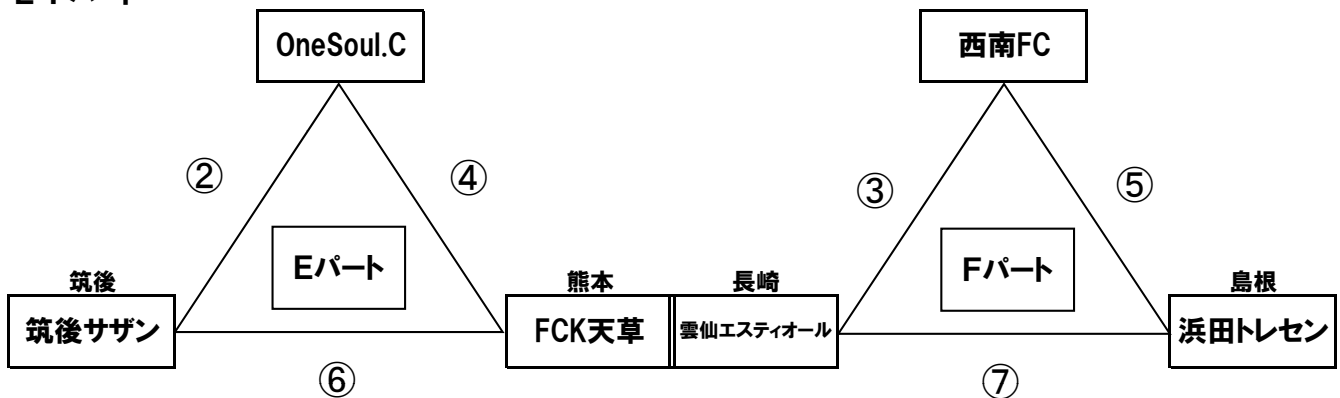 OneSoul.C
西南FC
②
④
③
⑤
Eパート
Fパート
筑後
熊本
長崎
島根
筑後サザン
FCK天草
雲仙エスティオール
浜田トレセン
⑥
⑦